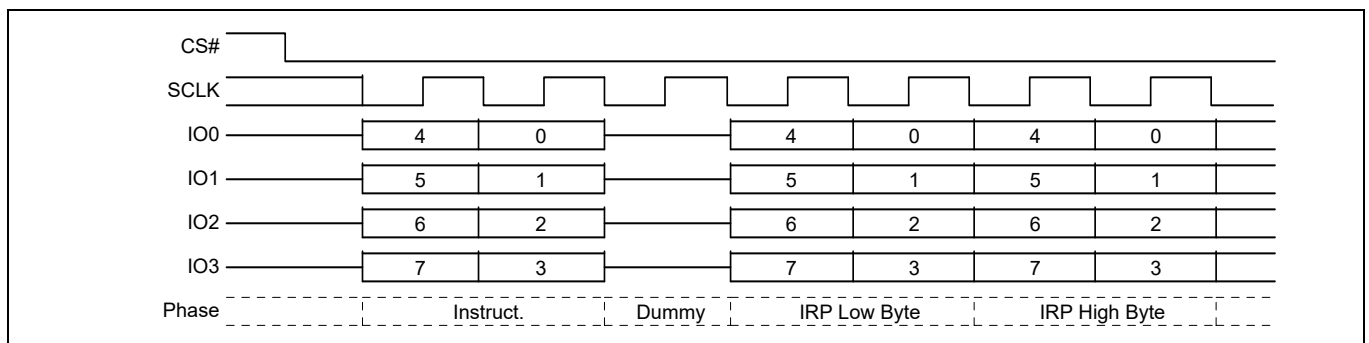 CS#
SCLK
IO0 4 0 4 0 4 0
IO1 5 1 5 1 5 1
IO2 6 2 6 2 6 2
IO3 7 3 7 3 7 3
Phase Instruct. Dummy IRP Low Byte IRP High Byte